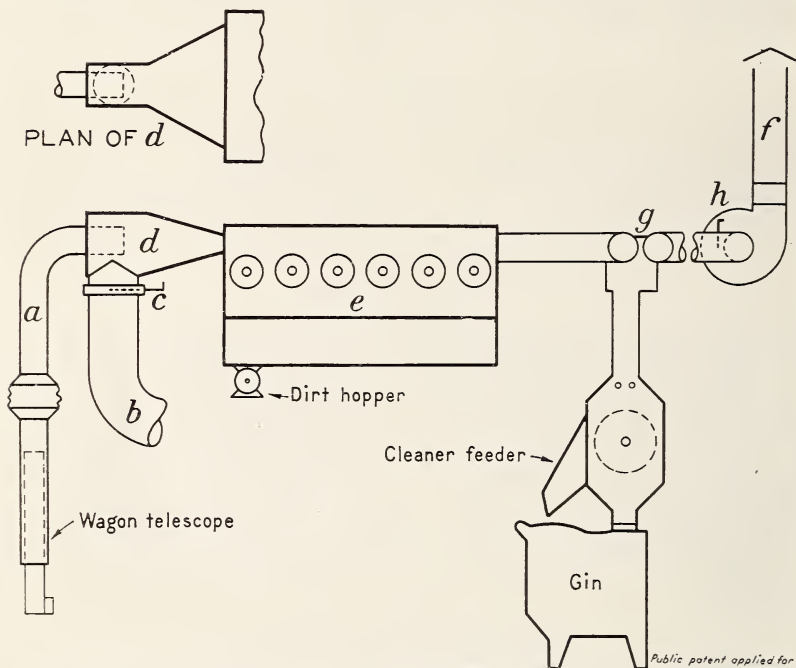 PLAN OF d
f
h
g
d
c
a
e
b
Dirt hopper
Cleaner feeder
Wagon telescope
Gin
Public patent applied for